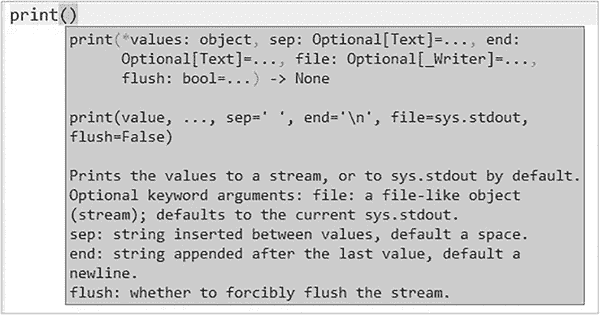 print()
print(*values: object, sep: Optional[Text]=..., end:
Optional[Text]=..., file: Optional[_Writer]=...,
flush: bool=...) -> None
print(value, ..., sep=' ', end='\n', file=sys.stdout,
flush=False)
Prints the values to a stream, or to sys.stdout by default.
Optional keyword arguments: file: a file-like object
(stream); defaults to the current sys.stdout.
sep: string inserted between values, default a space.
end: string appended after the last value, default a
newline.
flush: whether to forcibly flush the stream.